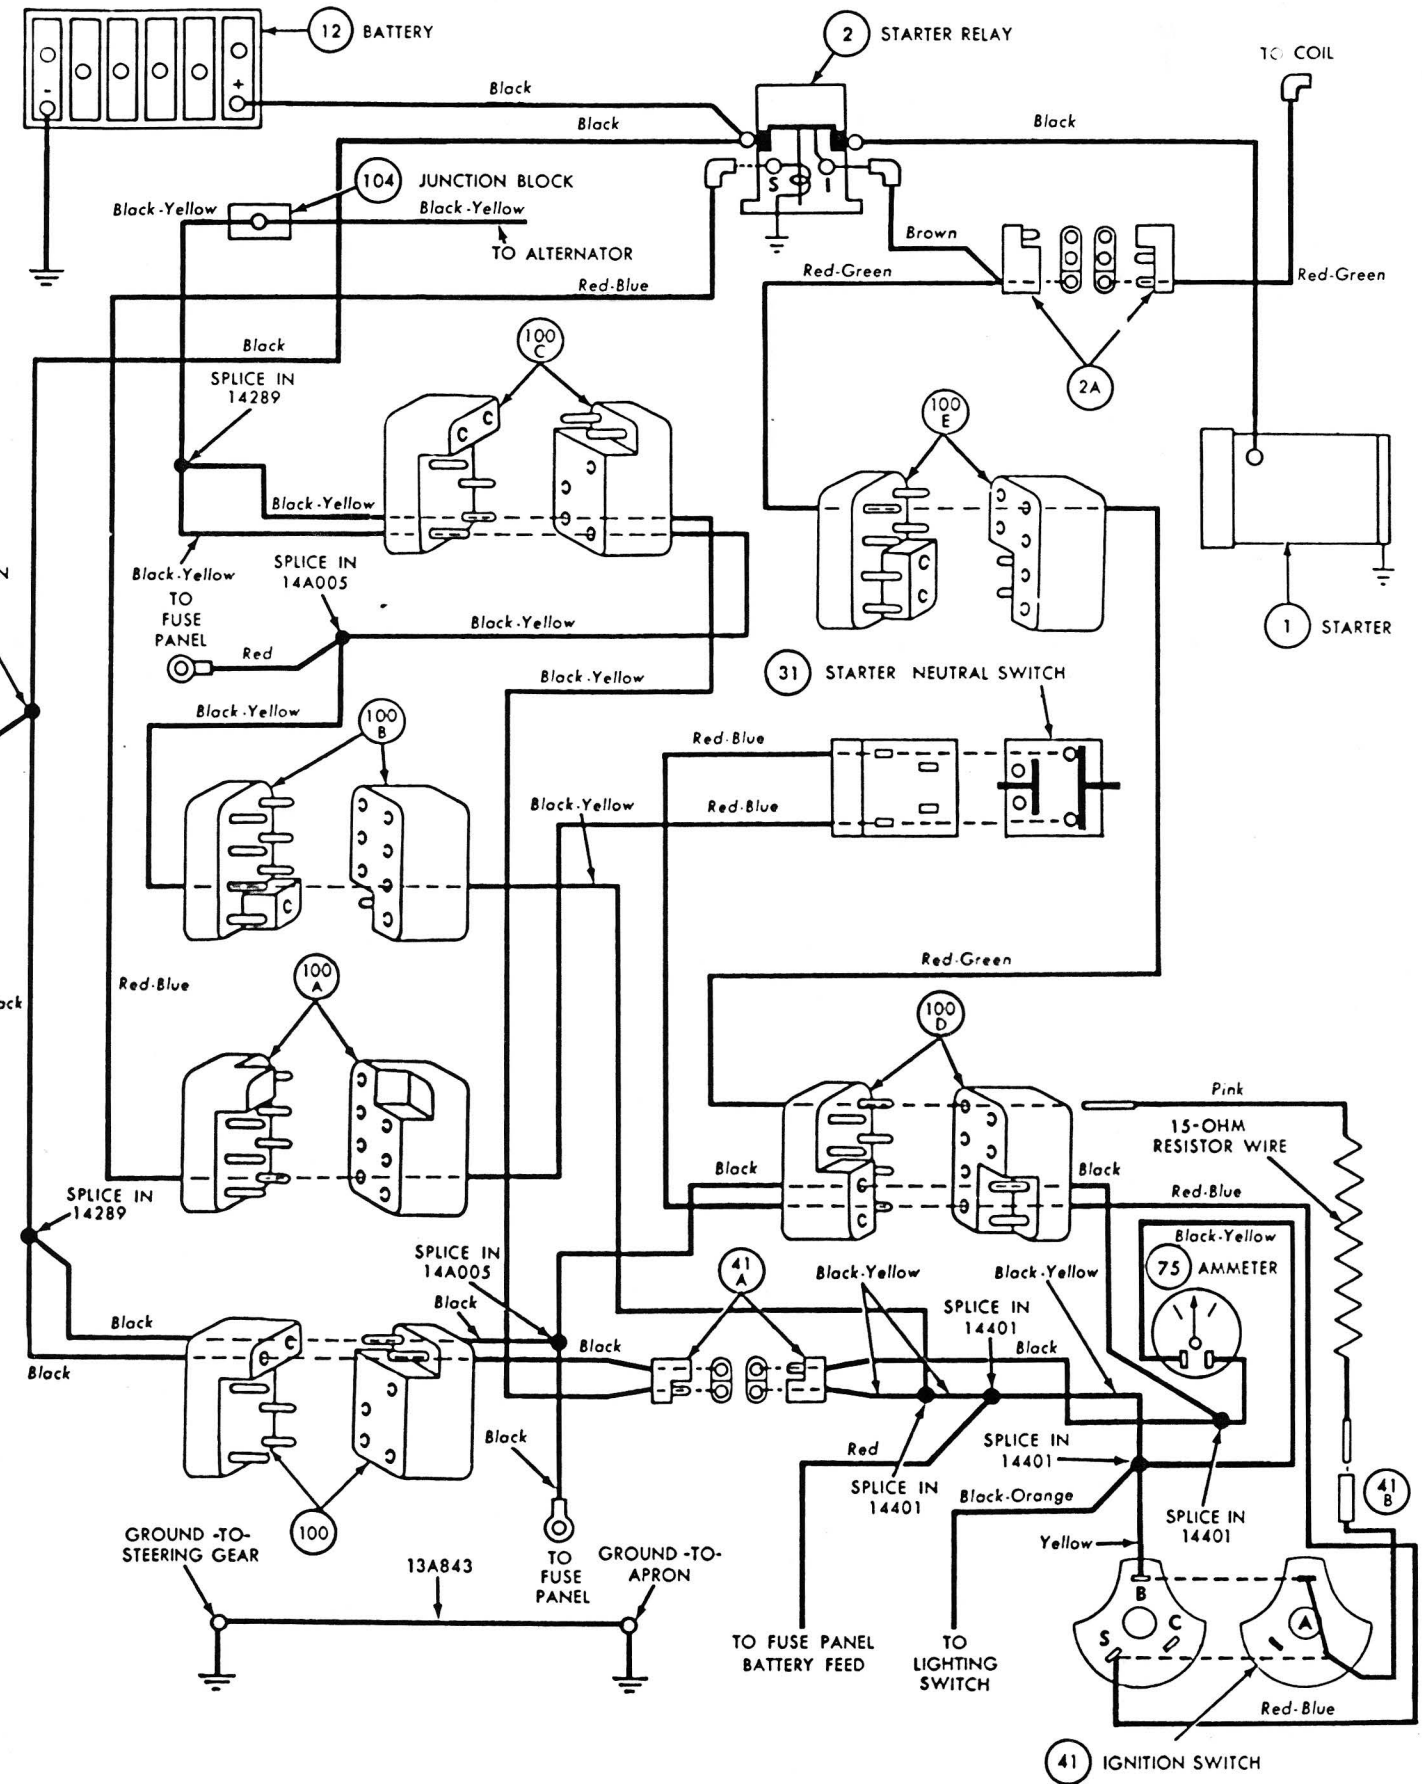 12 BATTERY
2 STARTER RELAY
TO COIL
-
+
Black
Black
Black
104 JUNCTION BLOCK
S
I
Black-Yellow
Black-Yellow
TO ALTERNATOR
Brown
Red-Green
Red-Green
Red-Blue
Black
100 C
2A
SPLICE IN
14289
100 E
C
C
Black-Yellow
SPLICE IN
14A005
Black-Yellow
TO
FUSE
PANEL
Red
Black-Yellow
C
C
1 STARTER
Black-Yellow
31 STARTER NEUTRAL SWITCH
Black-Yellow
100 B
Red-Blue
Black-Yellow
Red-Blue
C
Red-Green
100 A
Red-Blue
ack
100 D
Pink
15-OHM
RESISTOR WIRE
Black
Black
Red-Blue
SPLICE IN
14289
C
C
SPLICE IN
14A005
41 A
Black-Yellow
Black-Yellow
Black-Yellow
75 AMMETER
Black
SPLICE IN
14401
Black
Black
Black
Black
C
C
Black
Red
SPLICE IN
14401
SPLICE IN
14401
Black-Orange
SPLICE IN
14401
41 B
100
GROUND -TO-
STEERING GEAR
13A843
TO
FUSE
PANEL
GROUND -TO-
APRON
Yellow
B
S
C
A
TO FUSE PANEL
BATTERY FEED
TO
LIGHTING
SWITCH
Red-Blue
41 IGNITION SWITCH